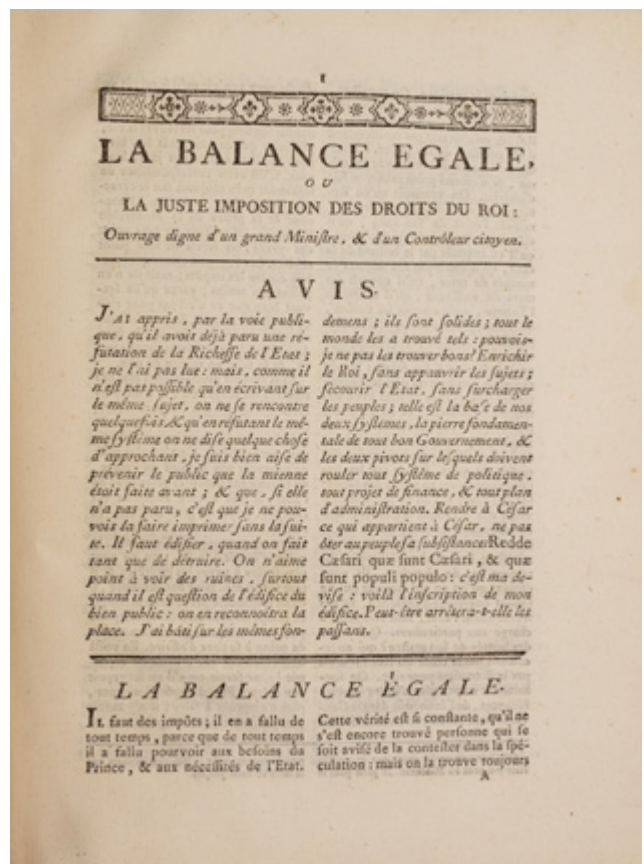 1
LA BALANCE EGALE,
OU
LA JUSTE IMPOSITION DES DROITS DU ROI:
Ouvrage digne d'un grand Miniſtre, & d'un Contrôleur citoyen.
AVIS.
J'AI appris, par la voie publi-
que, qu'il avoit déjà paru une ré-
futation de la Richeſſe de l'Etat;
je ne l'ai pas lue: mais, comme il
n'eſt pas poſſible qu'en écrivant ſur
le même ſujet, on ne ſe rencontre
quelquefois, & qu'en réfutant le mê-
me ſyſtême on ne diſe quelque choſe
d'approchant, je ſuis bien aiſe de
prévenir le public que la mienne
étoit faite avant; & que, ſi elle
n'a pas paru, c'eſt que je ne pou-
vois la faire imprimer ſans la ſui-
te. Il faut édifier, quand on fait
tant que de détruire. On n'aime
point à voir des ruines, ſurtout
quand il eſt queſtion de l'édifice du
bien public: on en reconnoîtra la
place. J'ai bâti ſur les mêmes fon-
demens; ils ſont ſolides; tout le
monde les a trouvé tels: pouvois-
je ne pas les trouver bons? Enrichir
le Roi, ſans appauvrir les ſujets;
ſecourir l'Etat, ſans ſurcharger
les peuples; telle eſt la baſe de nos
deux ſyſtêmes, la pierre fondamen-
tale de tout bon Gouvernement, &
les deux pivots ſur leſquels doivent
rouler tout ſyſtême de politique,
tout projet de finance, & tout plan
d'adminiſtration. Rendre à Céſar
ce qui appartient à Céſar, ne pas
ôter au peuple ſa ſubſiſtance: Redde
Cæſari quæ ſunt Cæſari, & quæ
ſunt populi populo: c'eſt ma de-
viſe: voilà l'inſcription de mon
édifice. Peut-être arrêtera-t-elle les
paſſans.
LA BALANCE ÉGALE.
IL faut des impôts; il en a fallu de
tout temps, parce que de tout temps
il a fallu pourvoir aux beſoins du
Prince, & aux néceſſités de l'Etat.
Cette vérité eſt ſi conſtante, qu'il ne
s'eſt encore trouvé perſonne qui ſe
ſoit aviſé de la conteſter dans la ſpé-
culation: mais on la trouve toujours
A